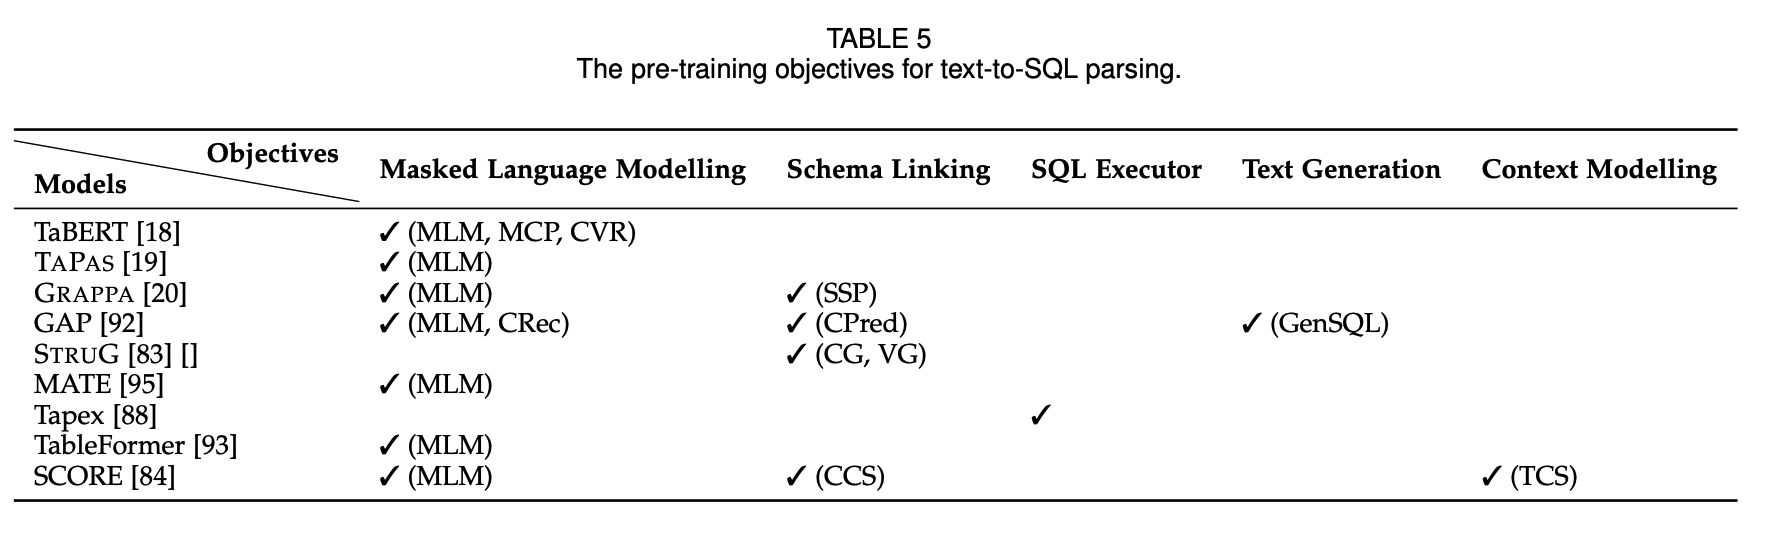 TABLE 5
The pre-training objectives for text-to-SQL parsing.
Objectives
Models
Masked Language Modelling Schema Linking SQL Executor Text Generation Context Modelling
TaBERT [18] ✓ (MLM, MCP, CVR)
TAPAS [19] ✓ (MLM)
GRAPPA [20] ✓ (MLM) ✓ (SSP)
GAP [92] ✓ (MLM, CRec) ✓ (CPred) ✓ (GenSQL)
STRUG [83] [] ✓ (CG, VG)
MATE [95] ✓ (MLM)
Tapex [88] ✓
TableFormer [93] ✓ (MLM)
SCORE [84] ✓ (MLM) ✓ (CCS) ✓ (TCS)